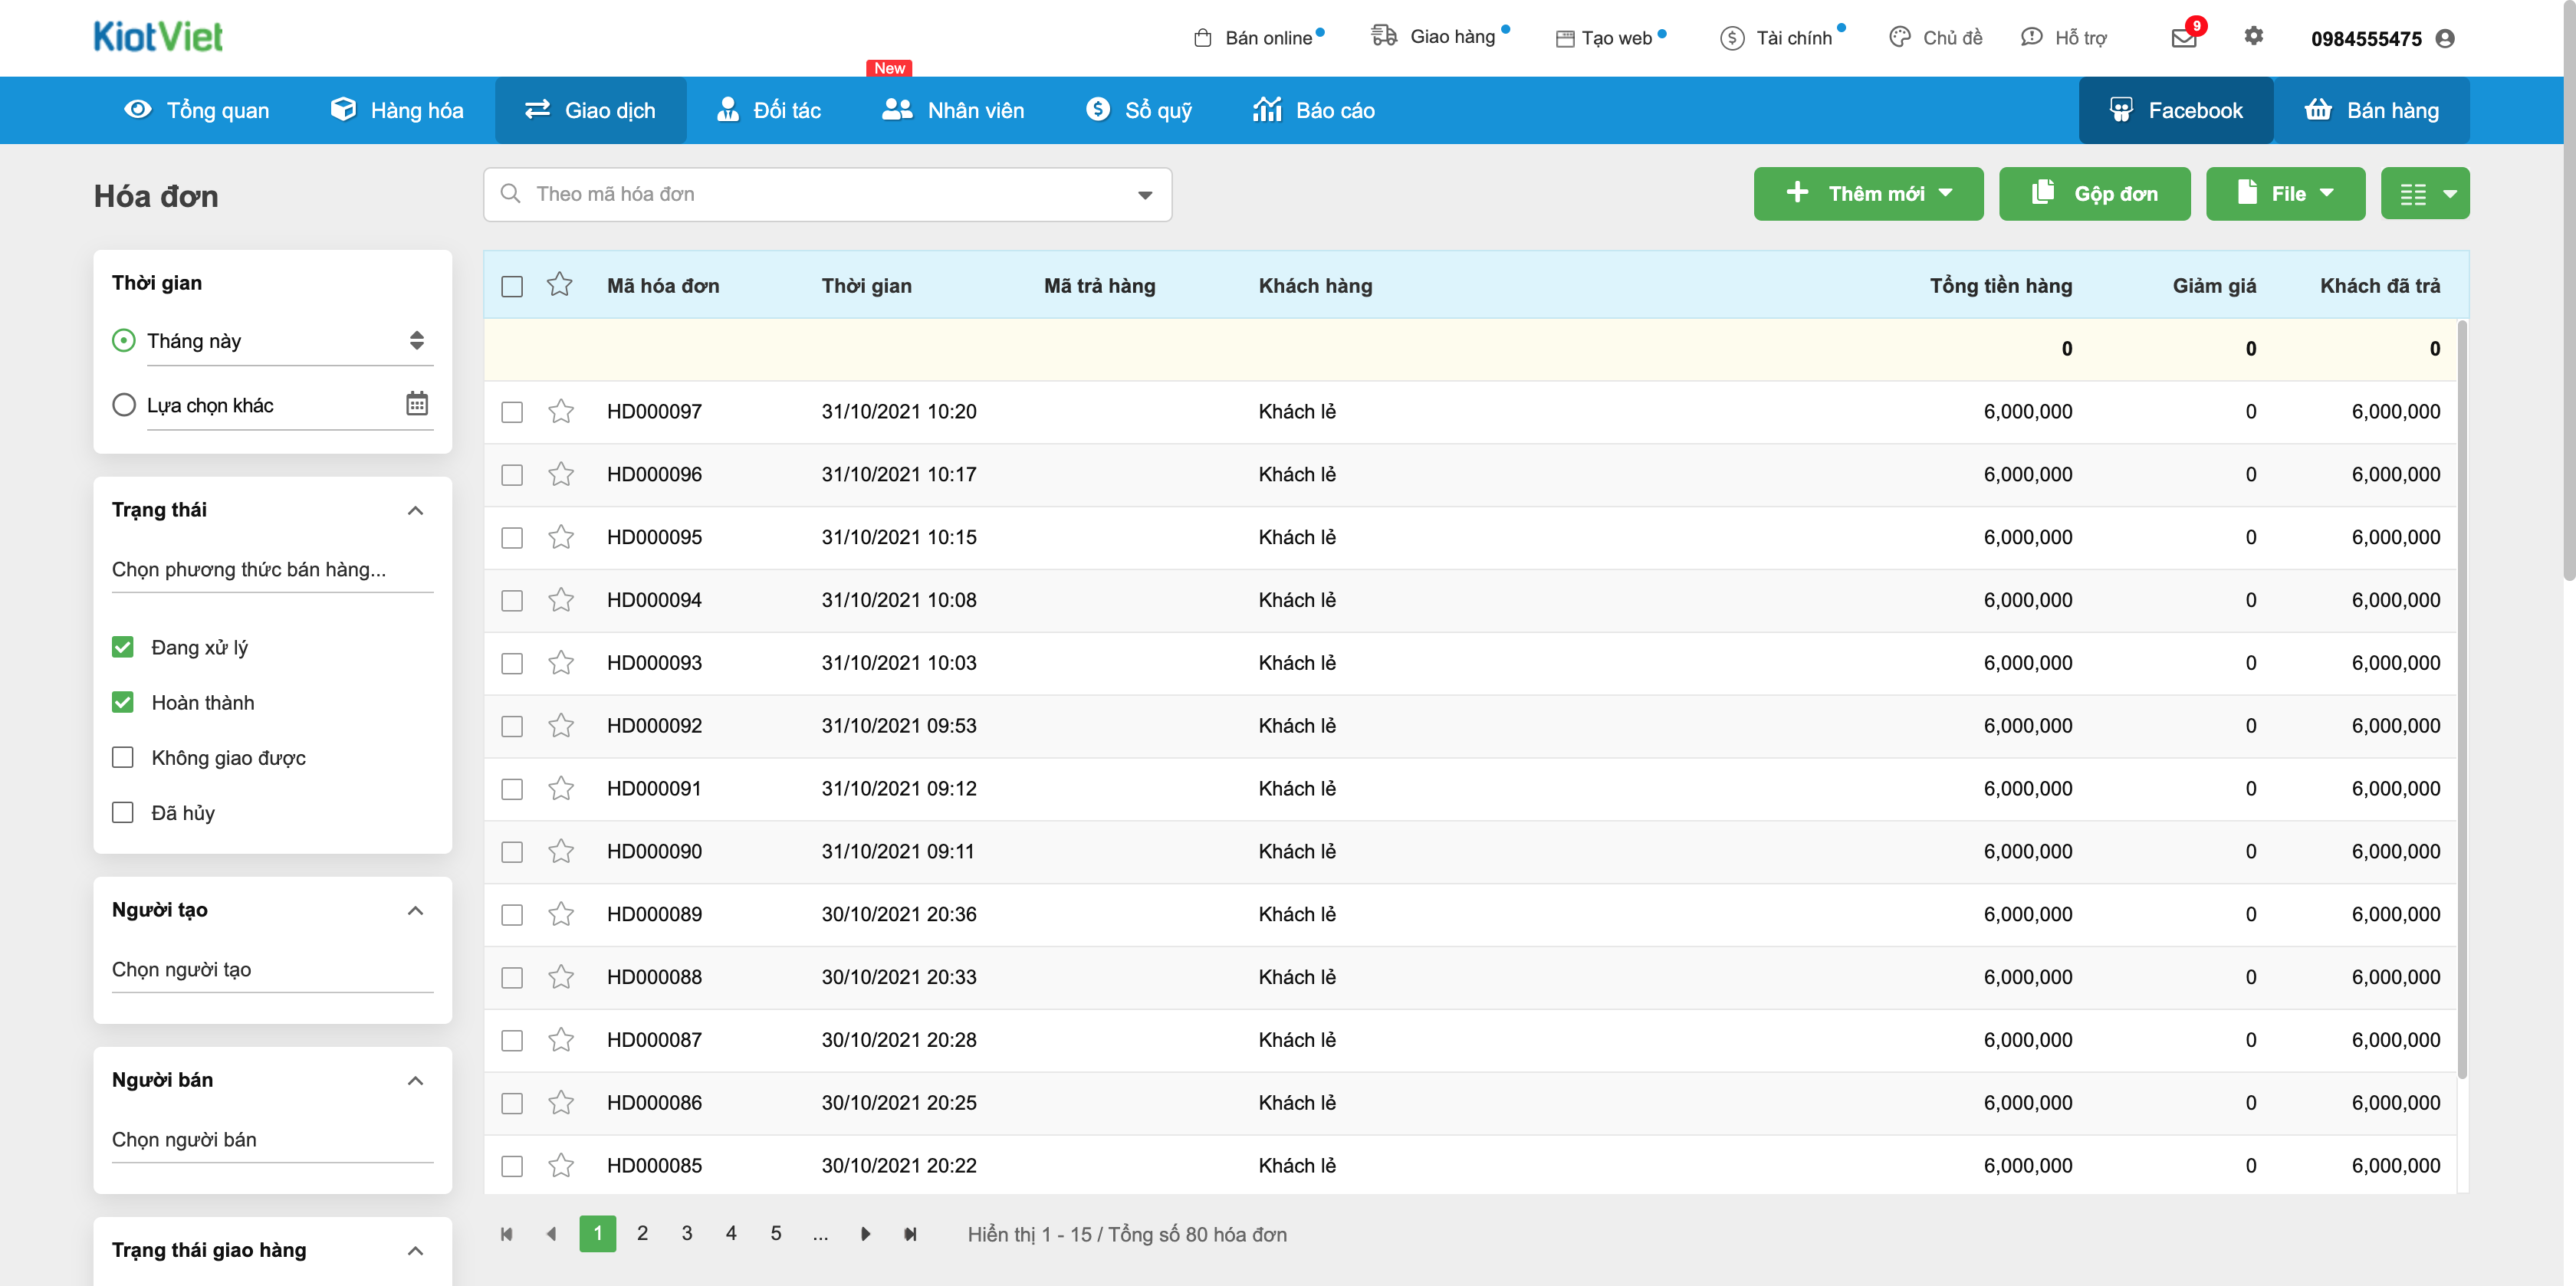 KiotViet
Bán online
Giao hàng
Tạo web
Tài chính
Chủ đề
Hỗ trợ
9
0984555475
New
Tổng quan
Hàng hóa
Giao dịch
Đối tác
Nhân viên
Sổ quỹ
Báo cáo
Facebook
Bán hàng
Hóa đơn
Theo mã hóa đơn
Thêm mới
Gộp đơn
File
Thời gian
Tháng này
Lựa chọn khác
Trạng thái
Chọn phương thức bán hàng...
Đang xử lý
Hoàn thành
Không giao được
Đã hủy
Người tạo
Chọn người tạo
Người bán
Chọn người bán
Trạng thái giao hàng
Mã hóa đơn Thời gian Mã trả hàng Khách hàng Tổng tiền hàng Giảm giá Khách đã trả
0 0 0
HD000097 31/10/2021 10:20 Khách lẻ 6,000,000 0 6,000,000
HD000096 31/10/2021 10:17 Khách lẻ 6,000,000 0 6,000,000
HD000095 31/10/2021 10:15 Khách lẻ 6,000,000 0 6,000,000
HD000094 31/10/2021 10:08 Khách lẻ 6,000,000 0 6,000,000
HD000093 31/10/2021 10:03 Khách lẻ 6,000,000 0 6,000,000
HD000092 31/10/2021 09:53 Khách lẻ 6,000,000 0 6,000,000
HD000091 31/10/2021 09:12 Khách lẻ 6,000,000 0 6,000,000
HD000090 31/10/2021 09:11 Khách lẻ 6,000,000 0 6,000,000
HD000089 30/10/2021 20:36 Khách lẻ 6,000,000 0 6,000,000
HD000088 30/10/2021 20:33 Khách lẻ 6,000,000 0 6,000,000
HD000087 30/10/2021 20:28 Khách lẻ 6,000,000 0 6,000,000
HD000086 30/10/2021 20:25 Khách lẻ 6,000,000 0 6,000,000
HD000085 30/10/2021 20:22 Khách lẻ 6,000,000 0 6,000,000
1 2 3 4 5 ... Hiển thị 1 - 15 / Tổng số 80 hóa đơn